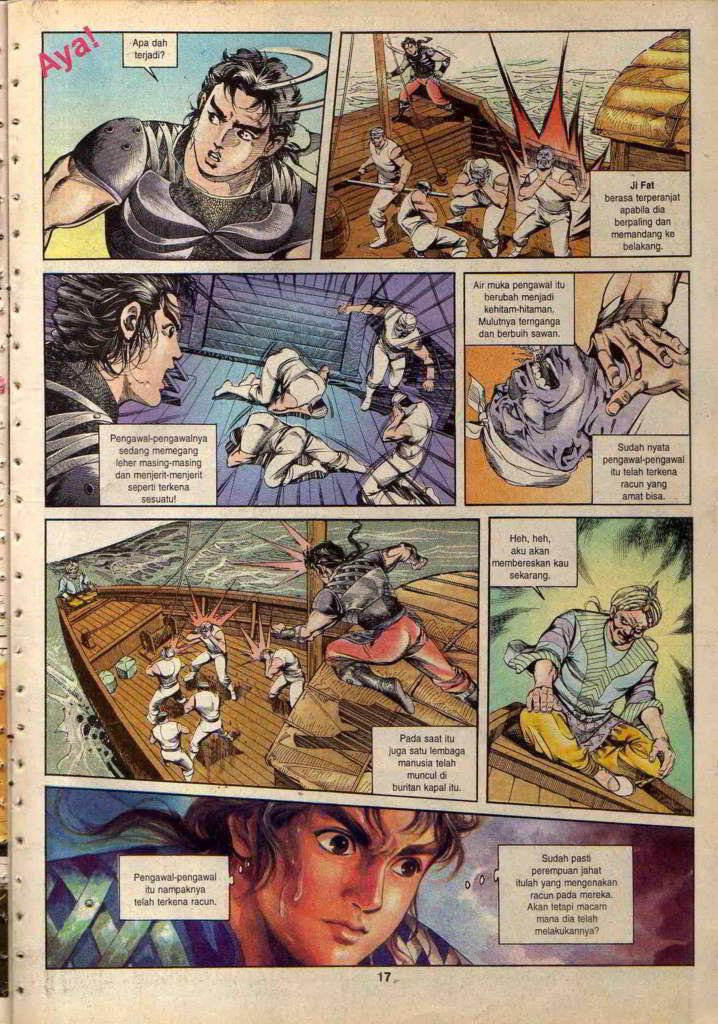 Aya!
Apa dah
terjadi?
Ji Fat
berasa terperanjat
apabila dia
berpaling dan
memandang ke
belakang.
Pengawal-pengawalnya
sedang memegang
leher masing-masing
dan menjerit-menjerit
seperti terkena
sesuatu!
Air muka pengawal itu
berubah menjadi
kehitam-hitaman.
Mulutnya ternganga
dan berbuih sawan.
Sudah nyata
pengawal-pengawal
itu telah terkena
racun yang
amat bisa.
Pada saat itu
juga satu lembaga
manusia telah
muncul di
buritan kapal itu.
Heh, heh,
aku akan
membereskan kau
sekarang.
Pengawal-pengawal
itu nampaknya
telah terkena racun.
Sudah pasti
perempuan jahat
itulah yang mengenakan
racun pada mereka.
Akan tetapi macam
mana dia telah
melakukannya?
17